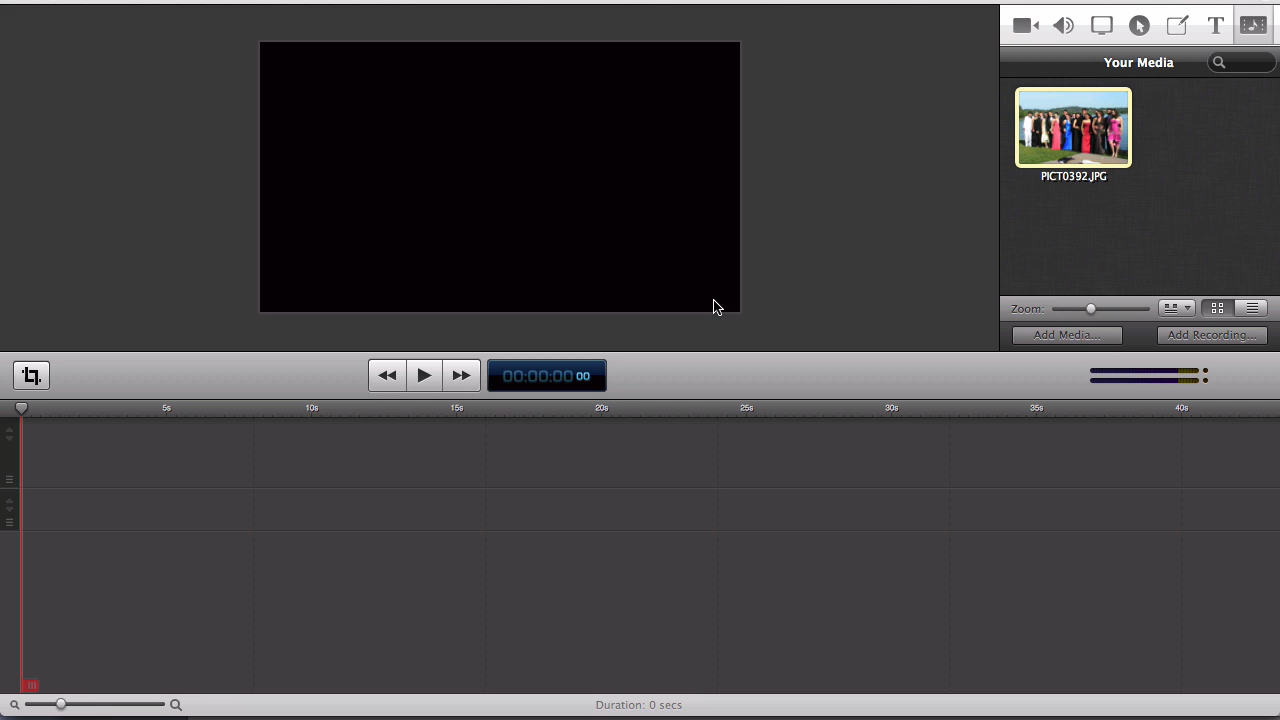 T
Your Media
PICT0392.JPG
Zoom:
Add Media...
Add Recording...
00:00:00 00
5s
10s
15s
20s
25s
30s
35s
40s
Duration: 0 secs